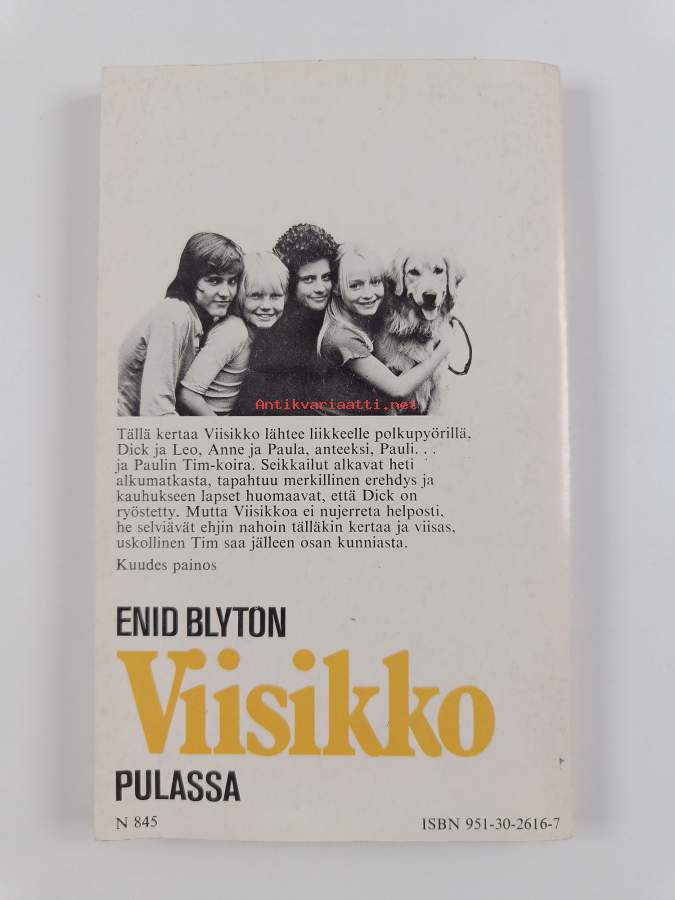 Antikvariaatti.net
Tällä kertaa Viisikko lähtee liikkeelle polkupyörillä,
Dick ja Leo, Anne ja Paula, anteeksi, Pauli. . .
ja Paulin Tim-koira. Seikkailut alkavat heti
alkumatkasta, tapahtuu merkillinen erehdys ja
kauhukseen lapset huomaavat, että Dick on
ryöstetty. Mutta Viisikkoa ei nujerreta helposti,
he selviävät ehjin nahoin tälläkin kertaa ja viisas,
uskollinen Tim saa jälleen osan kunniasta.
Kuudes painos
ENID BLYTON
Viisikko
PULASSA
N 845
ISBN 951-30-2616-7